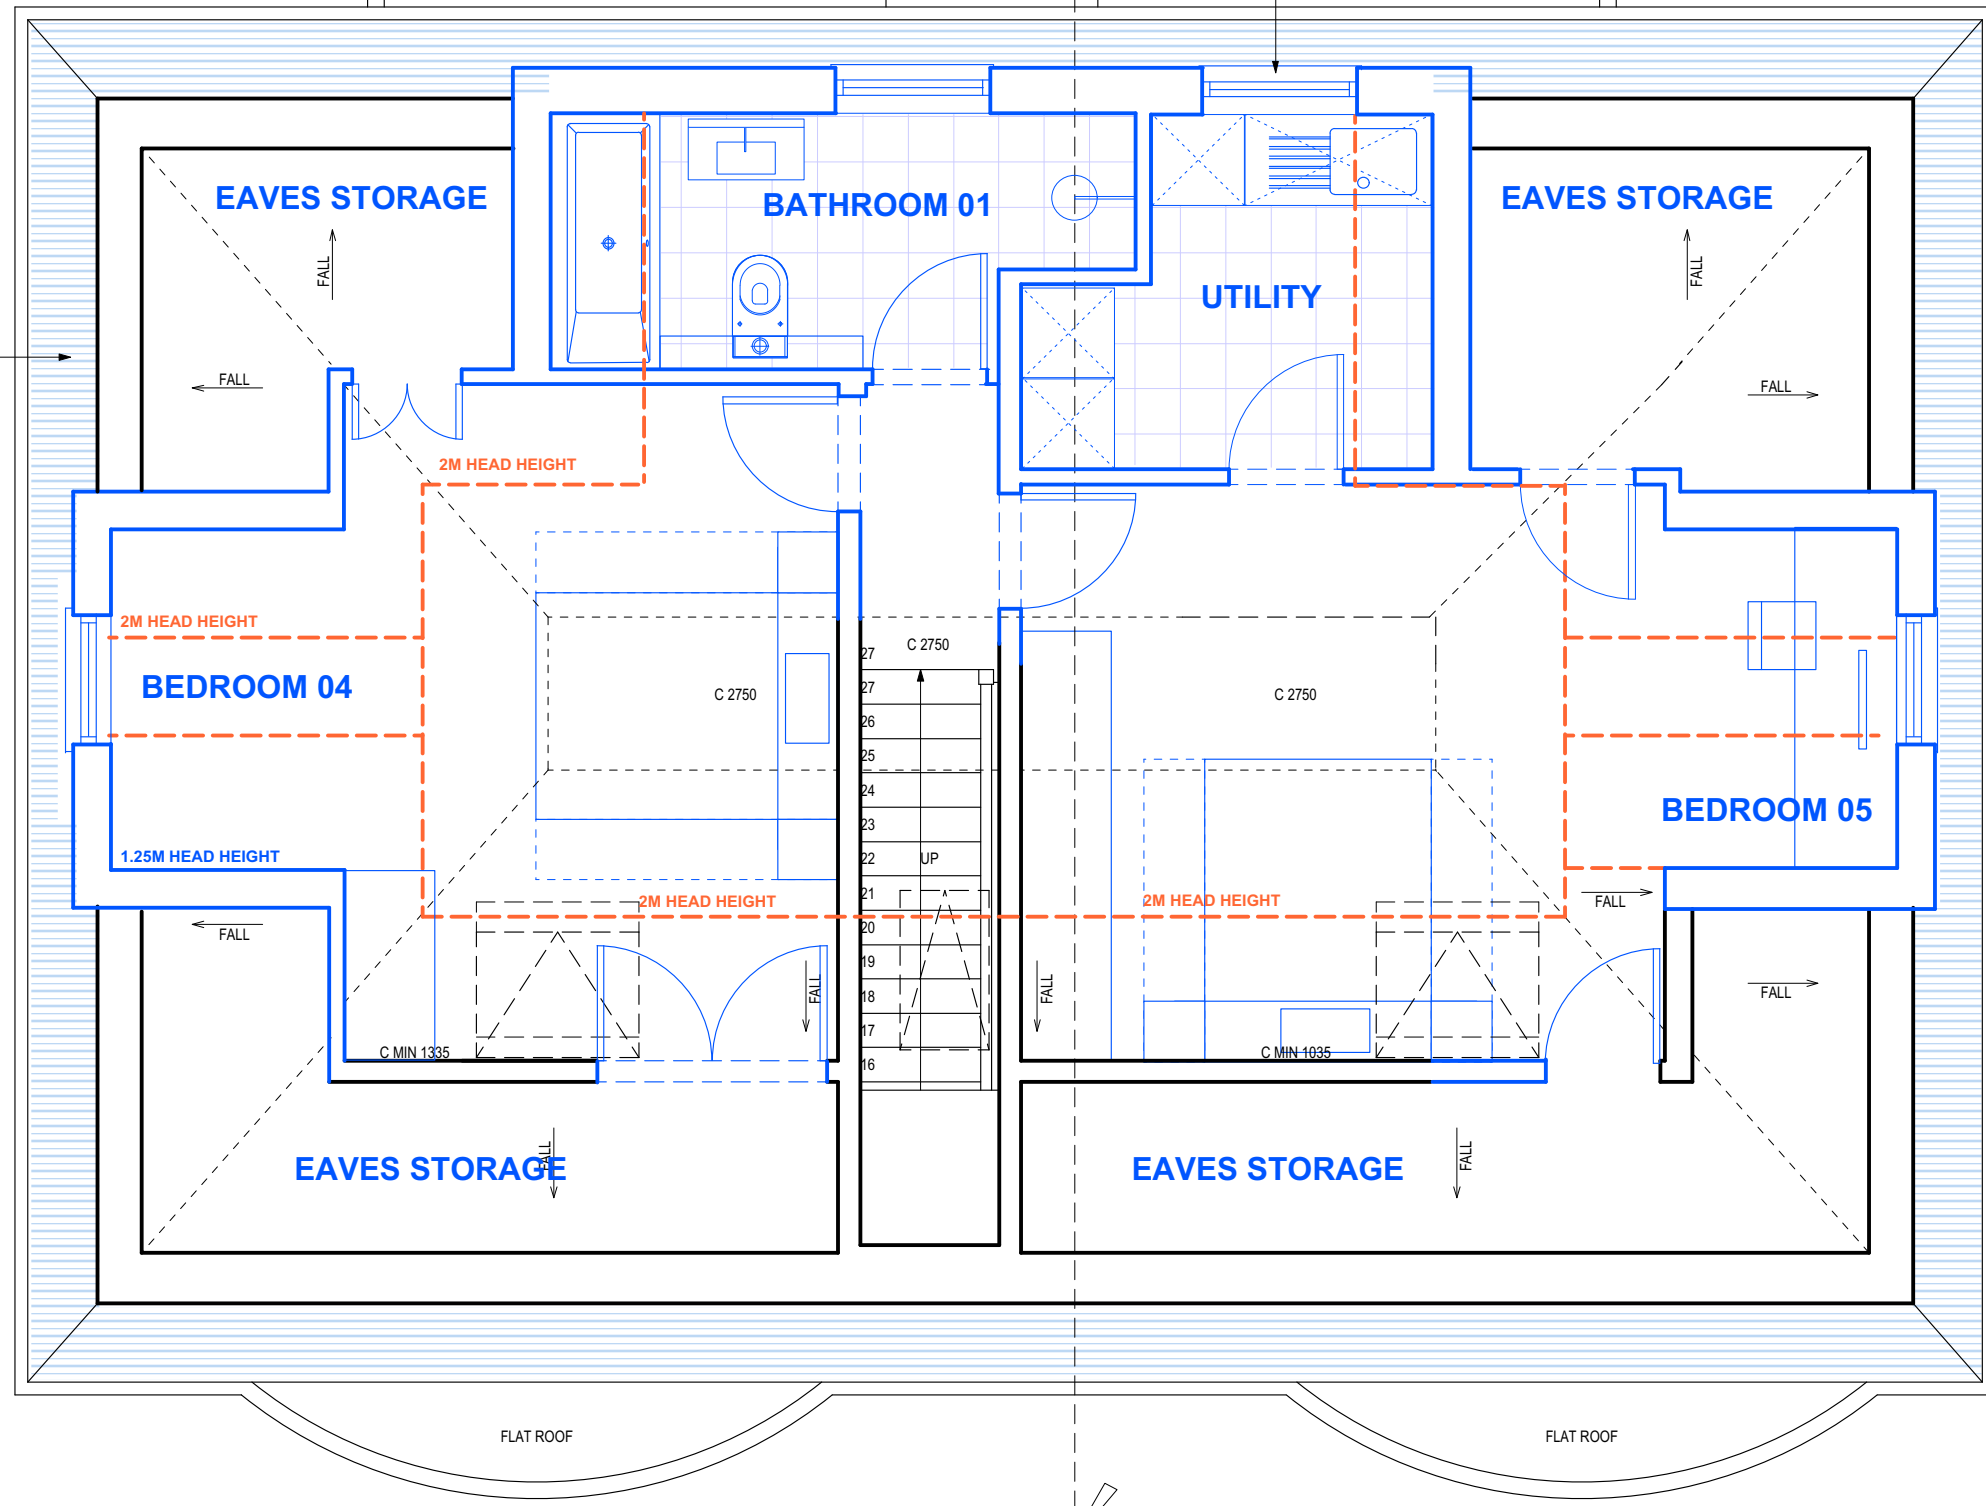 EAVES STORAGE
EAVES STORAGE
BATHROOM 01
FALL
FALL
UTILITY
FALL
FALL
2M HEAD HEIGHT
2M HEAD HEIGHT
C 2750
27
BEDROOM 04
27
C 2750
C 2750
26
25
24
BEDROOM 05
23
1.25M HEAD HEIGHT
22
UP
21
2M HEAD HEIGHT
2M HEAD HEIGHT
FALL
20
FALL
19
FALL
FALL
FALL
18
17
C MIN 1335
C MIN 1035
16
FALL
FALL
EAVES STORAGE
EAVES STORAGE
FLAT ROOF
FLAT ROOF